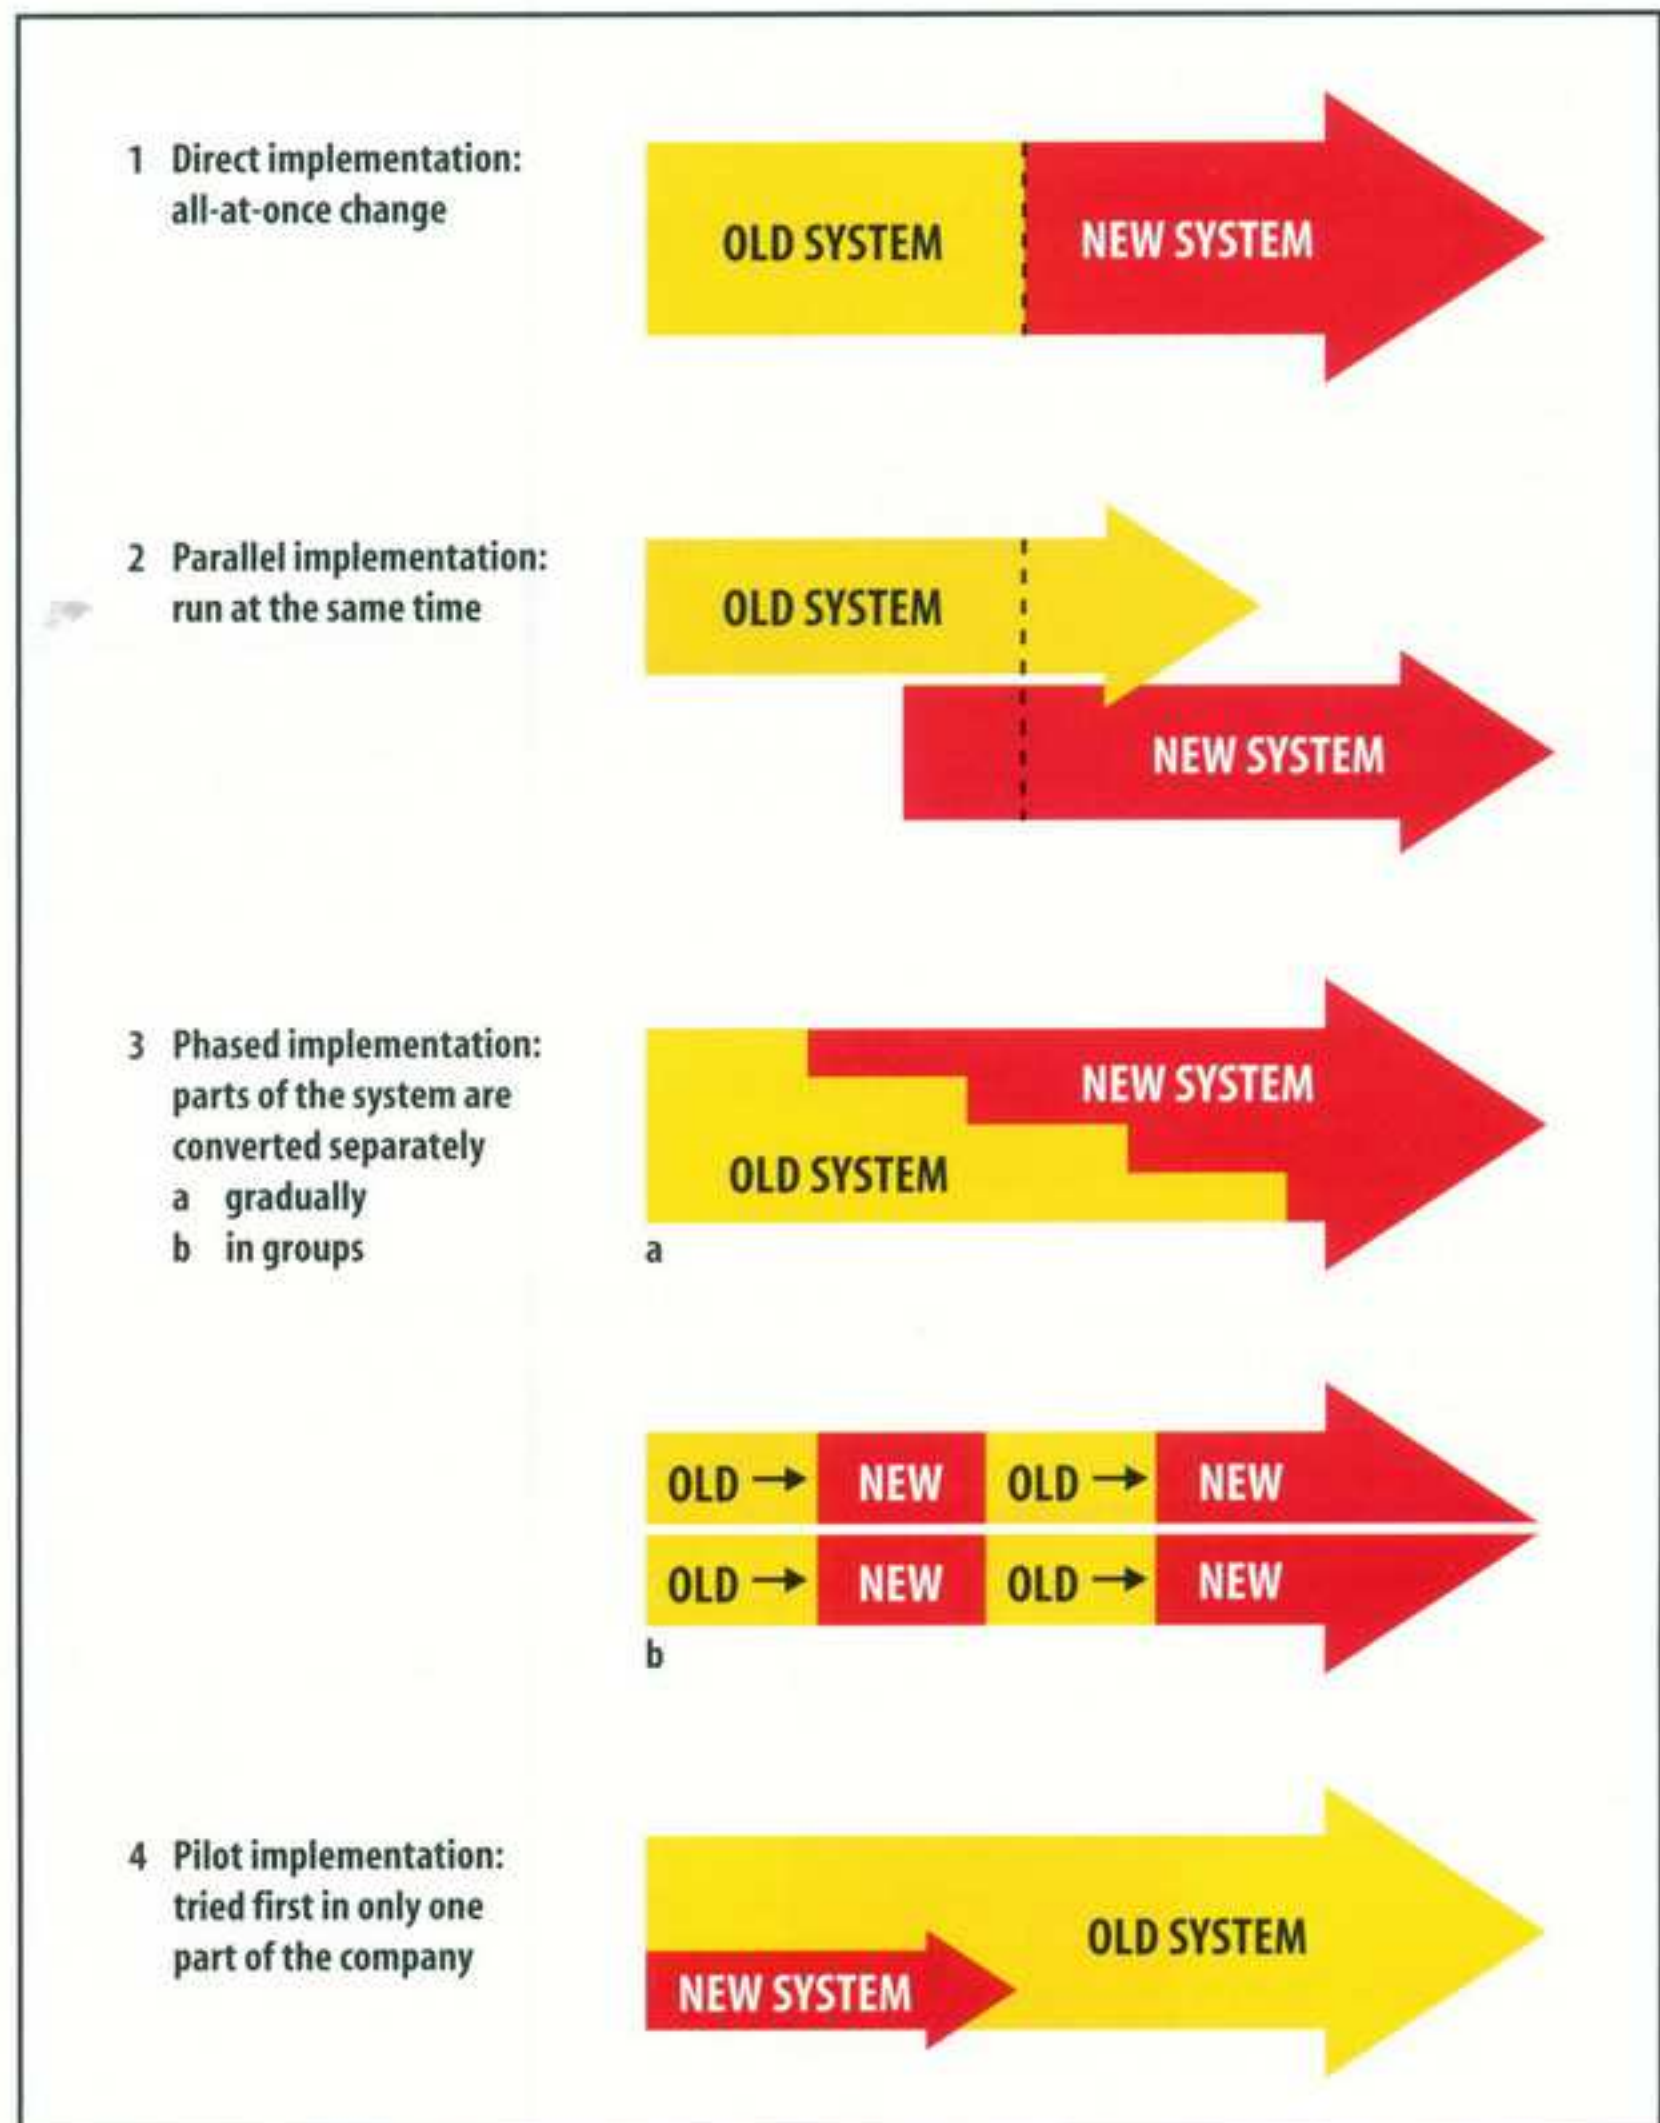 1 Direct implementation:
all-at-once change
OLD SYSTEM
NEW SYSTEM
2 Parallel implementation:
run at the same time
OLD SYSTEM
NEW SYSTEM
3 Phased implementation:
parts of the system are
converted separately
a gradually
b in groups
NEW SYSTEM
OLD SYSTEM
a
OLD → NEW OLD → NEW
OLD → NEW OLD → NEW
b
4 Pilot implementation:
tried first in only one
part of the company
OLD SYSTEM
NEW SYSTEM